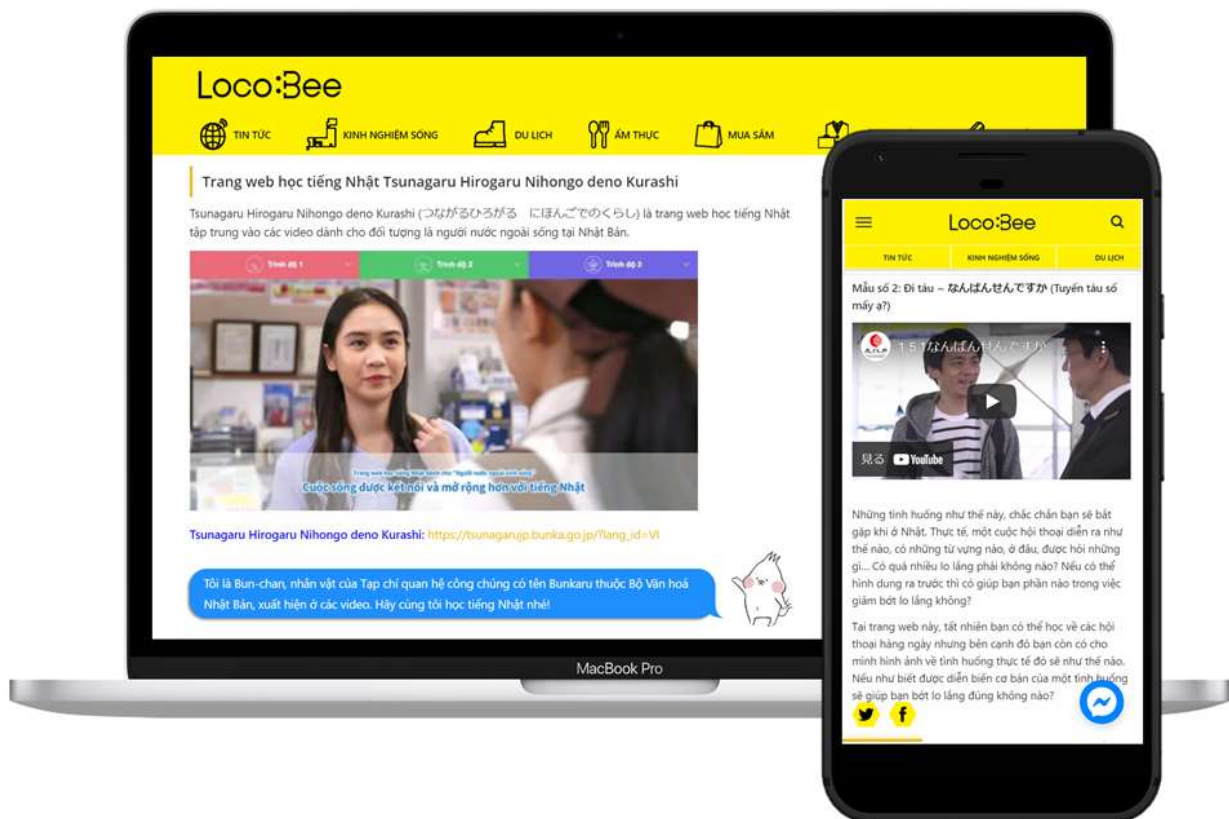 Loco:Bee
TIN TỨC
KINH NGHIỆM SỐNG
DU LỊCH
ẨM THỰC
MUA SẮM
Trang web học tiếng Nhật Tsunagaru Hirogaru Nihongo deno Kurashi
Tsunagaru Hirogaru Nihongo deno Kurashi (つながるひろがる にほんごでのくらし) là trang web học tiếng Nhật
tập trung vào các video dành cho đối tượng là người nước ngoài sống tại Nhật Bản.
Trình độ 1
Trình độ 2
Trình độ 3
Trang web học tiếng Nhật dành cho "Người nước ngoài sinh sống"
Cuộc sống được kết nối và mở rộng hơn với tiếng Nhật
Tsunagaru Hirogaru Nihongo deno Kurashi: https://tsunagarujp.bunka.go.jp/?lang_id=VI
Tôi là Bun-chan, nhân vật của Tạp chí quan hệ công chúng có tên Bunkaru thuộc Bộ Văn hoá
Nhật Bản, xuất hiện ở các video. Hãy cùng tôi học tiếng Nhật nhé!
MacBook Pro
Loco:Bee
TIN TỨC
KINH NGHIỆM SỐNG
DU LỊCH
Mẫu số 2: Đi tàu – なんばんせんですか (Tuyến tàu số
mấy ạ?)
151なんばんせんですか
見る YouTube
Những tình huống như thế này, chắc chắn bạn sẽ bắt
gặp khi ở Nhật. Thực tế, một cuộc hội thoại diễn ra như
thế nào, có những từ vựng nào, ở đâu, được hỏi những
gì... Có quá nhiều lo lắng phải không nào? Nếu có thể
hình dung ra trước thì có giúp bạn phần nào trong việc
giảm bớt lo lắng không?
Tại trang web này, tất nhiên bạn có thể học về các hội
thoại hàng ngày nhưng bên cạnh đó bạn còn có cho
mình hình ảnh về tình huống thực tế đó sẽ như thế nào.
Nếu như biết được diễn biến cơ bản của một tình huống
sẽ giúp bạn bớt lo lắng đúng không nào?